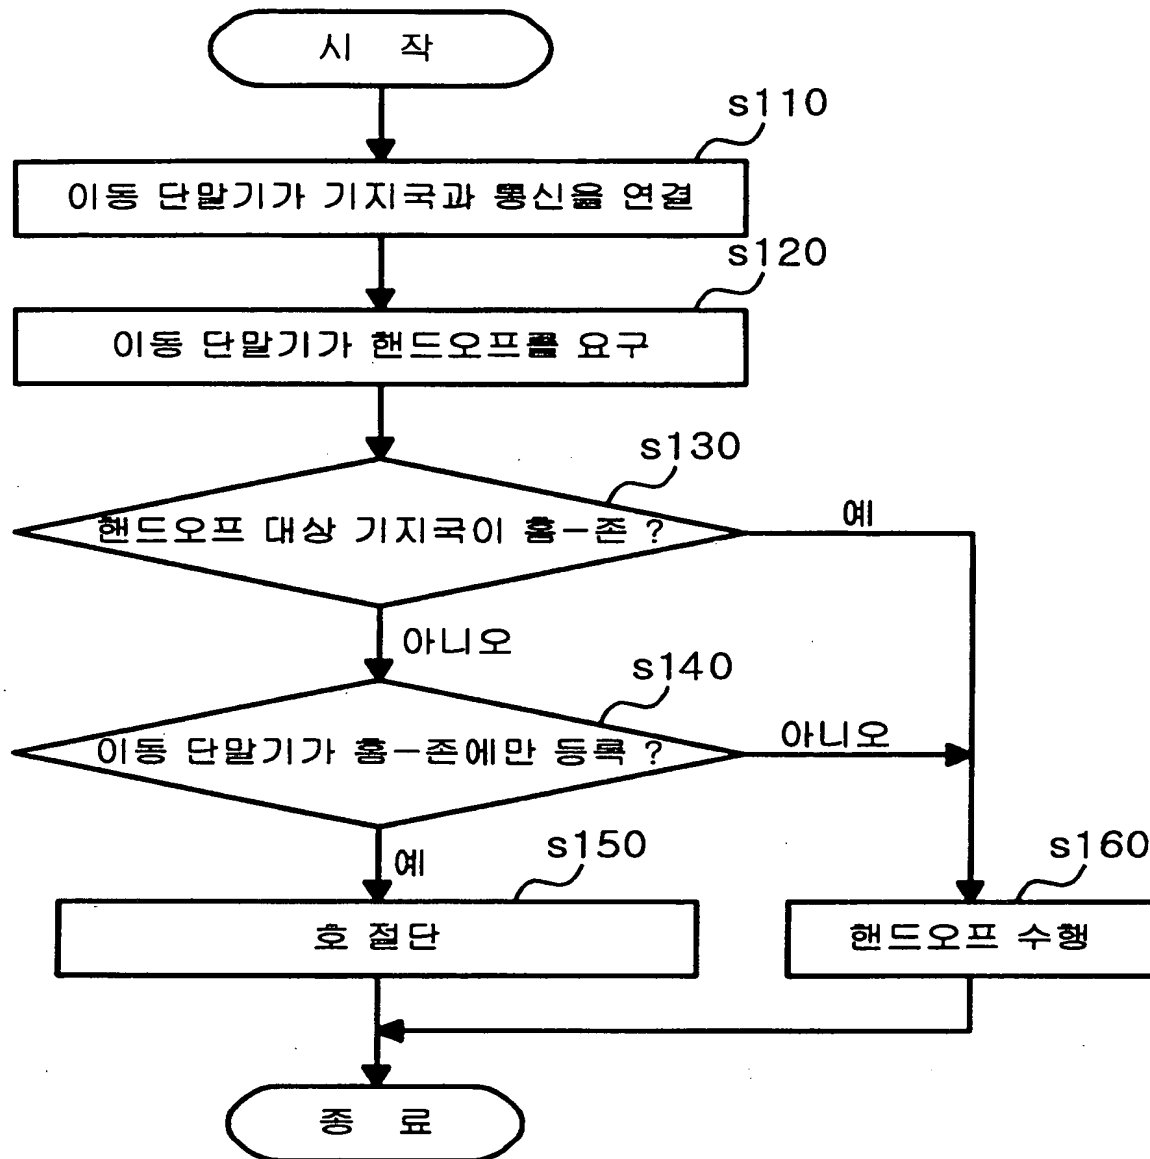 시 작
s110
이동 단말기가 기지국과 통신을 연결
s120
이동 단말기가 핸드오프를 요구
s130
핸드오프 대상 기지국이 홈-존 ?
예
아니오
s140
이동 단말기가 홈-존에만 등록 ?
아니오
예
s150
호 절단
s160
핸드오프 수행
종 료